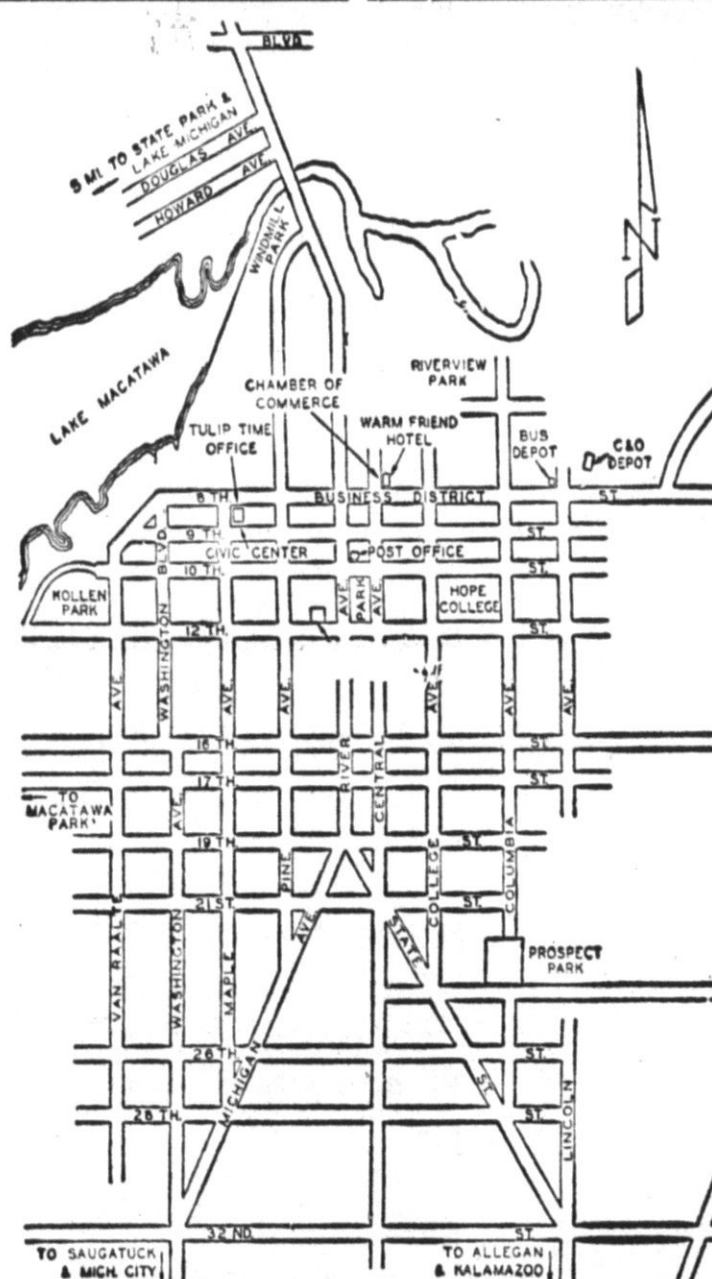 BLVD.
5 MI. TO STATE PARK &
LAKE MICHIGAN
DOUGLAS AVE.
HOWARD AVE.
WINDMILL
PARK
N
LAKE MACATAWA
RIVERVIEW
PARK
CHAMBER OF
COMMERCE
WARM FRIEND
HOTEL
TULIP TIME
OFFICE
BUS
DEPOT
C&O
DEPOT
8 TH. BUSINESS DISTRICT ST.
9 TH. ST.
CIVIC CENTER
POST OFFICE
10 TH. ST.
KOLLEN
PARK
WASHINGTON BLVD.
AVE
PARK
AVE
HOPE
COLLEGE
12 TH. ST.
AVE
AVE.
AVE.
AVE
AVE
AVE.
16 TH. ST.
RIVER
CENTRAL
17 TH. ST.
TO
MACATAWA
PARK
AVE.
19 TH. ST.
PINE
COLLEGE
COLUMBIA
21 ST. ST.
VAN RAALTE
WASHINGTON
MAPLE
MICHIGAN AVE.
STATE ST.
PROSPECT
PARK
26 TH. ST.
28 TH. ST.
LINCOLN
32 ND. ST.
TO SAUGATUCK
& MICH. CITY
TO ALLEGAN
& KALAMAZOO